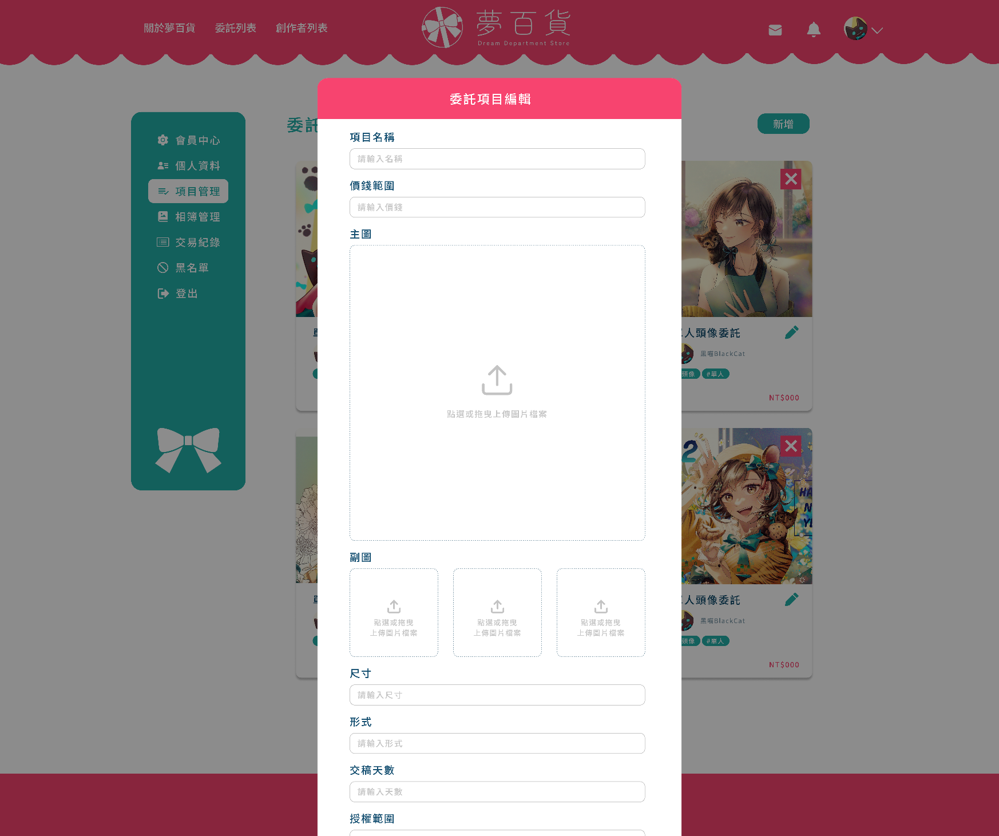 關於夢百貨
委託列表
創作者列表
夢百貨
Dream Department Store
會員中心
個人資料
項目管理
相簿管理
交易紀錄
黑名單
登出
委託
新增
委託項目編輯
項目名稱
請輸入名稱
價錢範圍
請輸入價錢
主圖
點選或拖曳上傳圖片檔案
副圖
點選或拖曳
上傳圖片檔案
點選或拖曳
上傳圖片檔案
點選或拖曳
上傳圖片檔案
尺寸
請輸入尺寸
形式
請輸入形式
交稿天數
請輸入天數
授權範圍
人頭像委託
黑喵BlackCat
頭像
#單人
NT$000
2
HA
N
YE
人頭像委託
黑喵BlackCat
頭像
#單人
NT$000